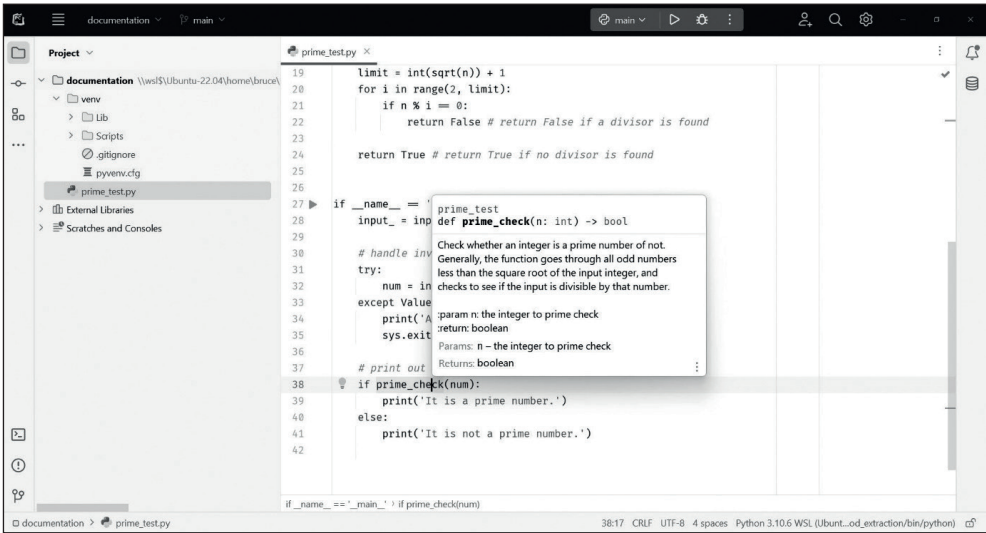 documentation main main
Project
prime_test.py
documentation \\wsl$\Ubuntu-22.04\home\bruce\
venv
Lib
Scripts
.gitignore
pyvenv.cfg
prime_test.py
External Libraries
Scratches and Consoles
19 limit = int(sqrt(n)) + 1
20 for i in range(2, limit):
21 if n % i == 0:
22 return False # return False if a divisor is found
23
24 return True # return True if no divisor is found
25
26
27 if __name__ == '
28 input_ = inp
29
30 # handle inv
31 try:
32 num = in
33 except Value
34 print('A
35 sys.exit
36
37 # print out
38 if prime_check(num):
39 print('It is a prime number.')
40 else:
41 print('It is not a prime number.')
42
prime_test
def prime_check(n: int) -> bool
Check whether an integer is a prime number of not.
Generally, the function goes through all odd numbers
less than the square root of the input integer, and
checks to see if the input is divisible by that number.
:param n: the integer to prime check
:return: boolean
Params: n – the integer to prime check
Returns: boolean
if __name__ == '__main__' > if prime_check(num)
documentation > prime_test.py
38:17 CRLF UTF-8 4 spaces Python 3.10.6 WSL (Ubunt...od_extraction/bin/python)